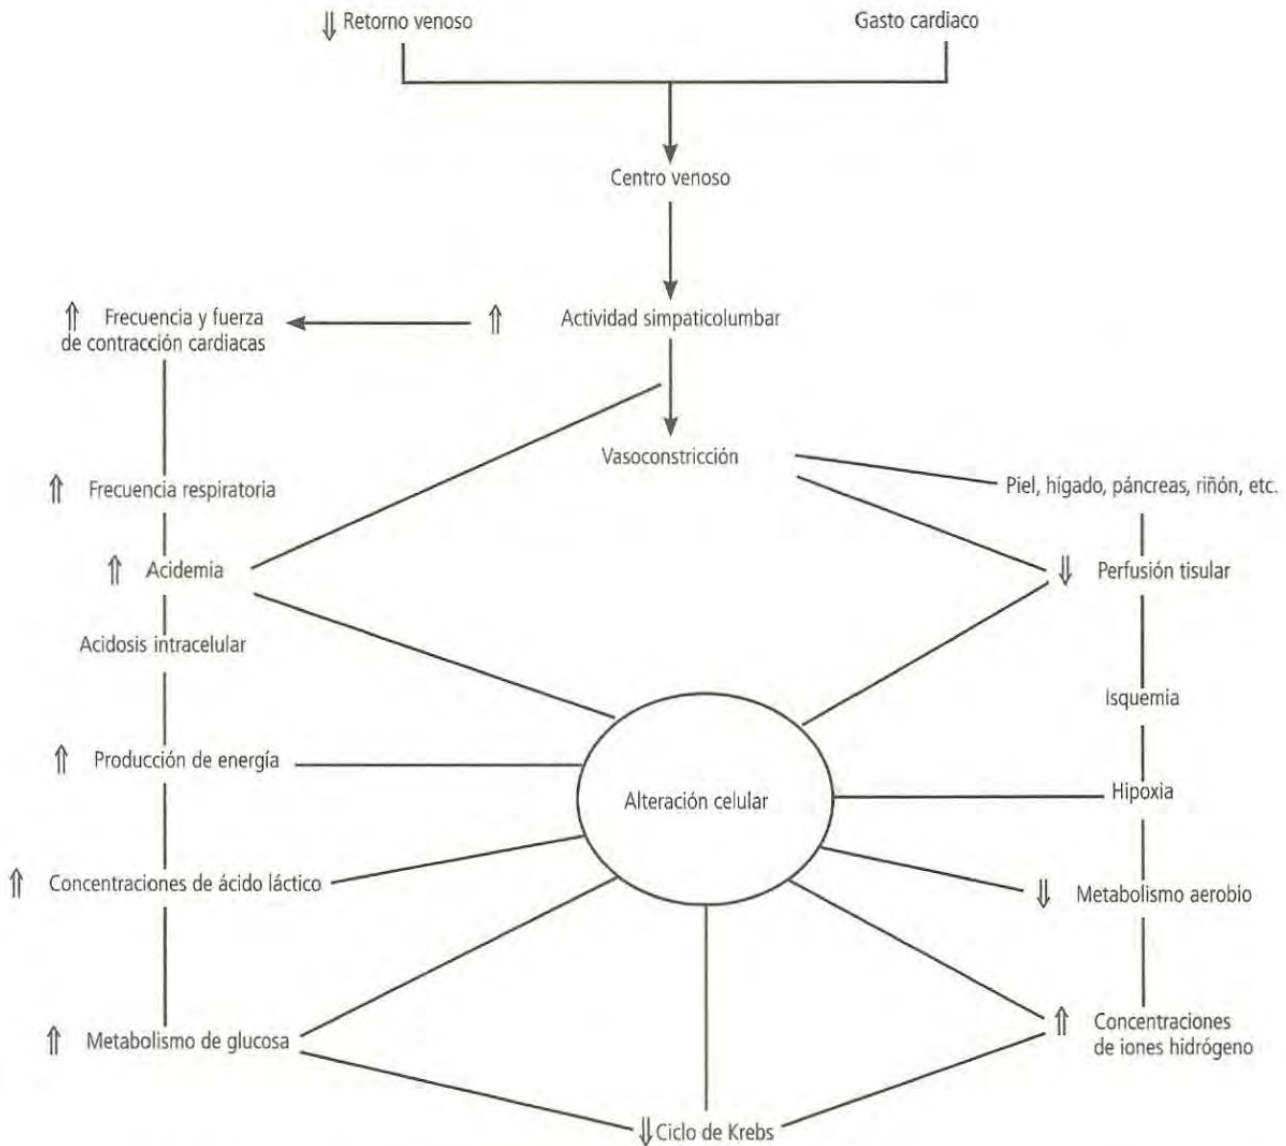 ⇓ Retorno venoso
Gasto cardiaco
Centro venoso
⇑ Frecuencia y fuerza
de contracción cardiacas
⇑ Actividad simpaticolumbar
Vasoconstricción
⇑ Frecuencia respiratoria
Piel, hígado, páncreas, riñón, etc.
⇑ Acidemia
⇓ Perfusión tisular
Acidosis intracelular
Isquemia
⇑ Producción de energía
Hipoxia
Alteración celular
⇑ Concentraciones de ácido láctico
⇓ Metabolismo aerobio
⇑ Metabolismo de glucosa
⇑ Concentraciones
de iones hidrógeno
⇓ Ciclo de Krebs